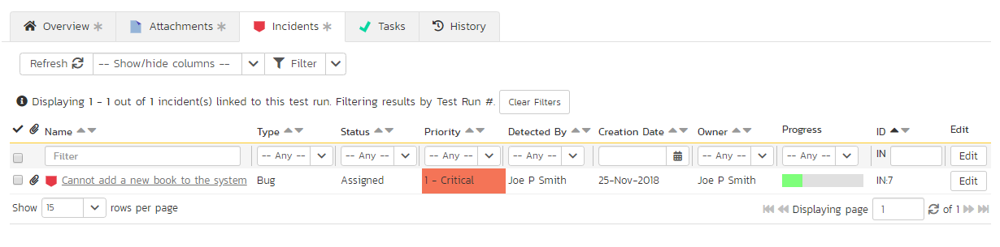 Overview Attachments Incidents Tasks History
Refresh -- Show/hide columns -- Filter
Displaying 1 - 1 out of 1 incident(s) linked to this test run. Filtering results by Test Run #. Clear Filters
Name Type Status Priority Detected By Creation Date Owner Progress ID Edit
Filter -- Any -- -- Any -- -- Any -- -- Any -- -- Any -- -- Any -- IN Edit
Cannot add a new book to the system Bug Assigned 1 - Critical Joe P Smith 25-Nov-2018 Joe P Smith IN:7 Edit
Show 15 rows per page Displaying page 1 of 1